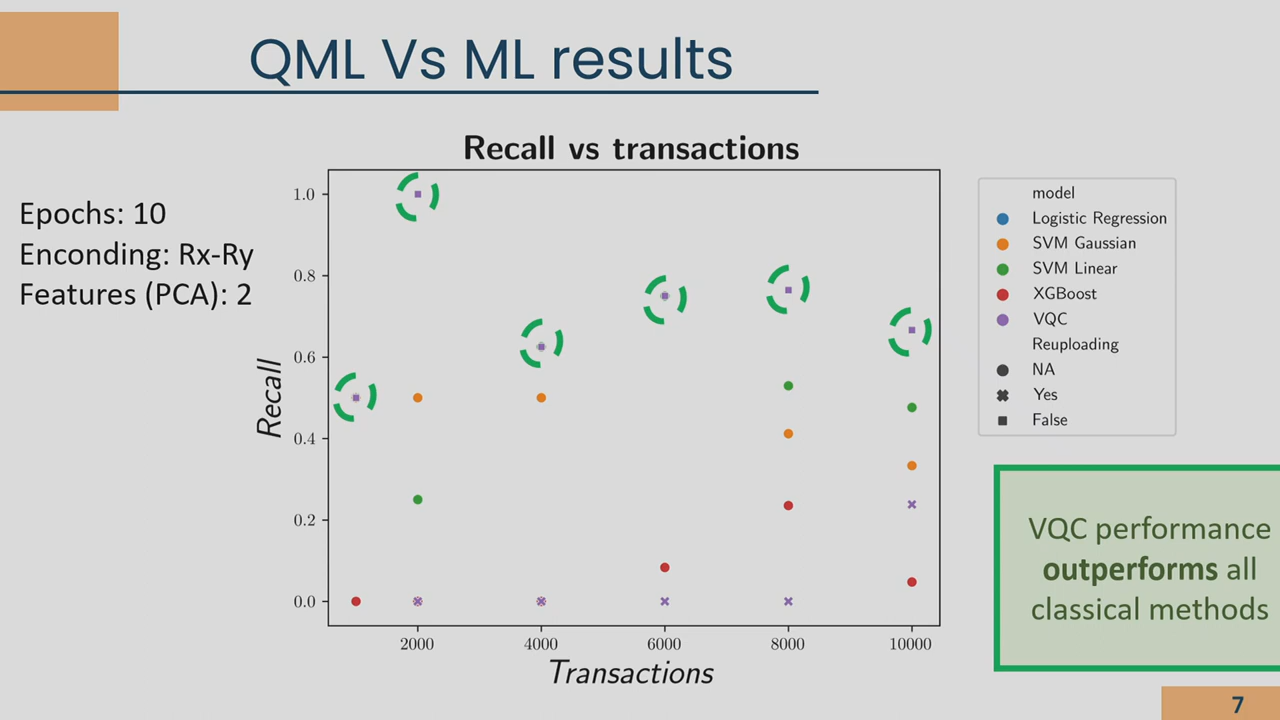 QML Vs ML results
Epochs: 10
Enconding: Rx-Ry
Features (PCA): 2
Recall vs transactions
Recall
1.0
0.8
0.6
0.4
0.2
0.0
2000
4000
6000
8000
10000
Transactions
model
Logistic Regression
SVM Gaussian
SVM Linear
XGBoost
VQC
Reuploading
NA
Yes
False
VQC performance
outperforms all
classical methods
7